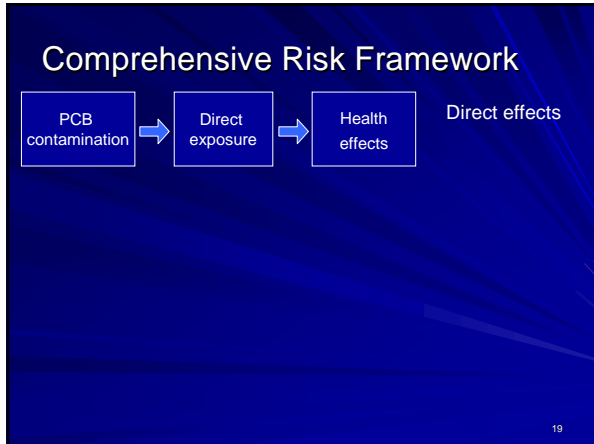 Comprehensive Risk Framework
PCB
contamination
Direct
exposure
Health
effects
Direct effects
19